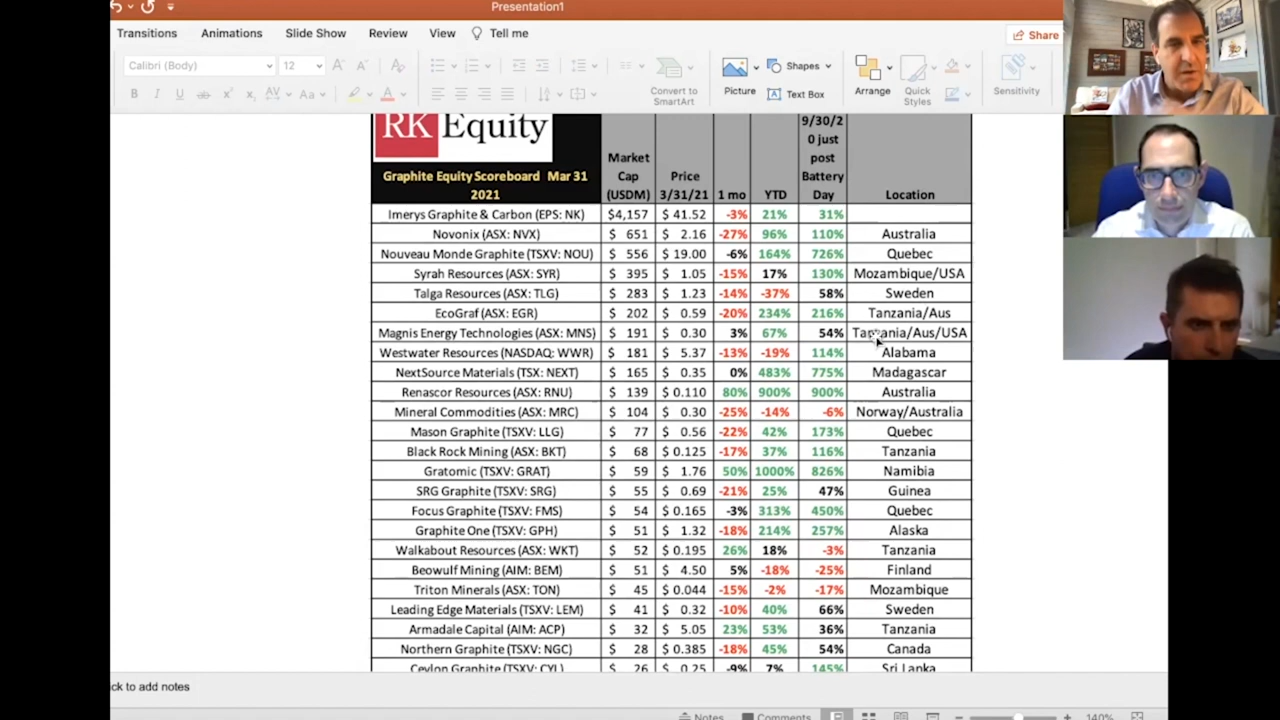 Presentation1
Transitions Animations Slide Show Review View Tell me Share
Calibri (Body) 12
Convert to SmartArt Picture Shapes Text Box Arrange Quick Styles Sensitivity
RK Equity
Graphite Equity Scoreboard Mar 31 2021 Market Cap (USDM) Price 3/31/21 1 mo YTD 9/30/20 just post Battery Day Location
Imerys Graphite & Carbon (EPS: NK) $4,157 $ 41.52 -3% 21% 31%
Novonix (ASX: NVX) $ 651 $ 2.16 -27% 96% 110% Australia
Nouveau Monde Graphite (TSXV: NOU) $ 556 $ 19.00 -6% 164% 726% Quebec
Syrah Resources (ASX: SYR) $ 395 $ 1.05 -15% 17% 130% Mozambique/USA
Talga Resources (ASX: TLG) $ 283 $ 1.23 -14% -37% 58% Sweden
EcoGraf (ASX: EGR) $ 202 $ 0.59 -20% 234% 216% Tanzania/Aus
Magnis Energy Technologies (ASX: MNS) $ 191 $ 0.30 3% 67% 54% Tanzania/Aus/USA
Westwater Resources (NASDAQ: WWR) $ 181 $ 5.37 -13% -19% 114% Alabama
NextSource Materials (TSX: NEXT) $ 165 $ 0.35 0% 483% 775% Madagascar
Renascor Resources (ASX: RNU) $ 139 $ 0.110 80% 900% 900% Australia
Mineral Commodities (ASX: MRC) $ 104 $ 0.30 -25% -14% -6% Norway/Australia
Mason Graphite (TSXV: LLG) $ 77 $ 0.56 -22% 42% 173% Quebec
Black Rock Mining (ASX: BKT) $ 68 $ 0.125 -17% 37% 116% Tanzania
Gratomic (TSXV: GRAT) $ 59 $ 1.76 50% 1000% 826% Namibia
SRG Graphite (TSXV: SRG) $ 55 $ 0.69 -21% 25% 47% Guinea
Focus Graphite (TSXV: FMS) $ 54 $ 0.165 -3% 313% 450% Quebec
Graphite One (TSXV: GPH) $ 51 $ 1.32 -18% 214% 257% Alaska
Walkabout Resources (ASX: WKT) $ 52 $ 0.195 26% 18% -3% Tanzania
Beowulf Mining (AIM: BEM) $ 51 $ 4.50 5% -18% -25% Finland
Triton Minerals (ASX: TON) $ 45 $ 0.044 -15% -2% -17% Mozambique
Leading Edge Materials (TSXV: LEM) $ 41 $ 0.32 -10% 40% 66% Sweden
Armadale Capital (AIM: ACP) $ 32 $ 5.05 23% 53% 36% Tanzania
Northern Graphite (TSXV: NGC) $ 28 $ 0.385 -18% 45% 54% Canada
Ceylon Graphite (TSXV: CYL) $ 26 $ 0.25 -9% 7% 145% Sri Lanka
ck to add notes
Notes Comments 140%